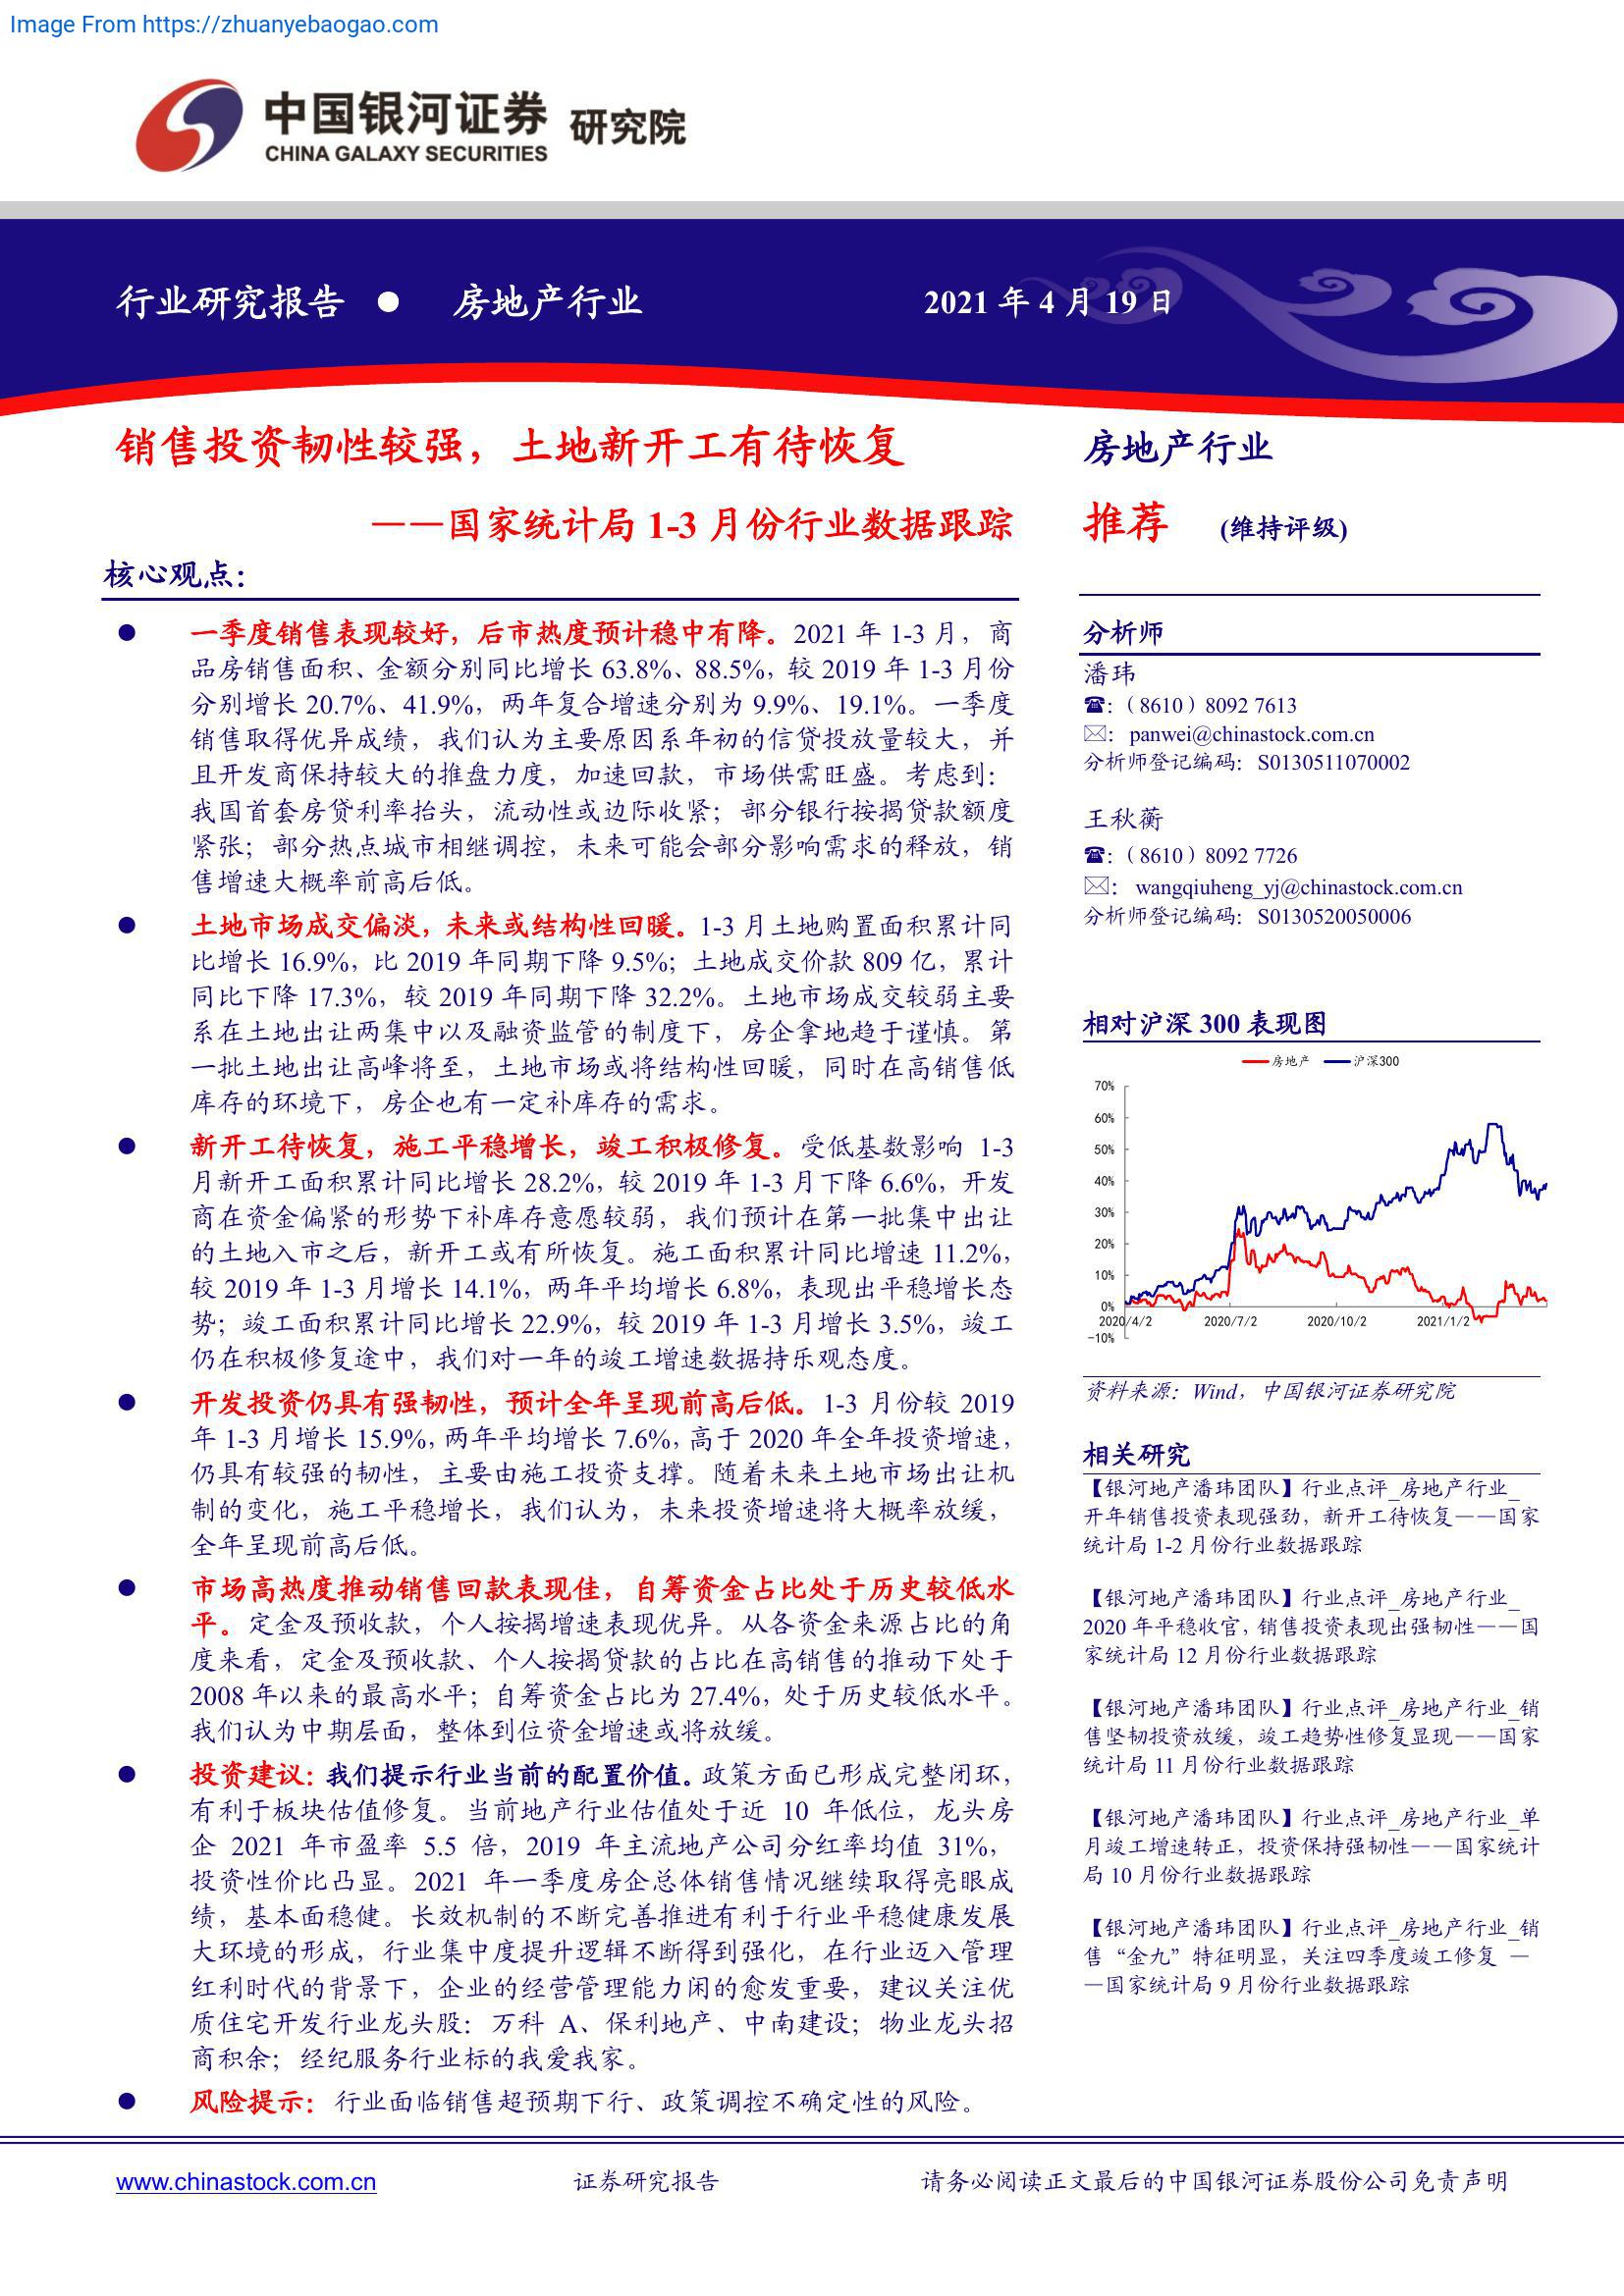 Image From https://zhuanyebaogao.com
中国银河证券 研究院
CHINA GALAXY SECURITIES
行业研究报告 ● 房地产行业
2021 年 4 月 19 日
销售投资韧性较强，土地新开工有待恢复
——国家统计局 1-3 月份行业数据跟踪
核心观点：
● 一季度销售表现较好，后市热度预计稳中有降。2021 年 1-3 月，商
品房销售面积、金额分别同比增长 63.8%、88.5%，较 2019 年 1-3 月份
分别增长 20.7%、41.9%，两年复合增速分别为 9.9%、19.1%。一季度
销售取得优异成绩，我们认为主要原因系年初的信贷投放量较大，并
且开发商保持较大的推盘力度，加速回款，市场供需旺盛。考虑到：
我国首套房贷利率抬头，流动性或边际收紧；部分银行按揭贷款额度
紧张；部分热点城市相继调控，未来可能会部分影响需求的释放，销
售增速大概率前高后低。
● 土地市场成交偏淡，未来或结构性回暖。1-3 月土地购置面积累计同
比增长 16.9%，比 2019 年同期下降 9.5%；土地成交价款 809 亿，累计
同比下降 17.3%，较 2019 年同期下降 32.2%。土地市场成交较弱主要
系在土地出让两集中以及融资监管的制度下，房企拿地趋于谨慎。第
一批土地出让高峰将至，土地市场或将结构性回暖，同时在高销售低
库存的环境下，房企也有一定补库存的需求。
● 新开工待恢复，施工平稳增长，竣工积极修复。受低基数影响 1-3
月新开工面积累计同比增长 28.2%，较 2019 年 1-3 月下降 6.6%，开发
商在资金偏紧的形势下补库存意愿较弱，我们预计在第一批集中出让
的土地入市之后，新开工或有所恢复。施工面积累计同比增速 11.2%，
较 2019 年 1-3 月增长 14.1%，两年平均增长 6.8%，表现出平稳增长态
势；竣工面积累计同比增长 22.9%，较 2019 年 1-3 月增长 3.5%，竣工
仍在积极修复途中，我们对一年的竣工增速数据持乐观态度。
● 开发投资仍具有强韧性，预计全年呈现前高后低。1-3 月份较 2019
年 1-3 月增长 15.9%，两年平均增长 7.6%，高于 2020 年全年投资增速，
仍具有较强的韧性，主要由施工投资支撑。随着未来土地市场出让机
制的变化，施工平稳增长，我们认为，未来投资增速将大概率放缓，
全年呈现前高后低。
● 市场高热度推动销售回款表现佳，自筹资金占比处于历史较低水
平。定金及预收款，个人按揭增速表现优异。从各资金来源占比的角
度来看，定金及预收款、个人按揭贷款的占比在高销售的推动下处于
2008 年以来的最高水平；自筹资金占比为 27.4%，处于历史较低水平。
我们认为中期层面，整体到位资金增速或将放缓。
● 投资建议：我们提示行业当前的配置价值。政策方面已形成完整闭环，
有利于板块估值修复。当前地产行业估值处于近 10 年低位，龙头房
企 2021 年市盈率 5.5 倍，2019 年主流地产公司分红率均值 31%，
投资性价比凸显。2021 年一季度房企总体销售情况继续取得亮眼成
绩，基本面稳健。长效机制的不断完善推进有利于行业平稳健康发展
大环境的形成，行业集中度提升逻辑不断得到强化，在行业迈入管理
红利时代的背景下，企业的经营管理能力闲的愈发重要，建议关注优
质住宅开发行业龙头股：万科 A、保利地产、中南建设；物业龙头招
商积余；经纪服务行业标的我爱我家。
● 风险提示：行业面临销售超预期下行、政策调控不确定性的风险。
房地产行业
推荐 (维持评级)
分析师
潘玮
☎:（8610）8092 7613
✉: panwei@chinastock.com.cn
分析师登记编码：S0130511070002
王秋蘅
☎:（8610）8092 7726
✉: wangqiuheng_yj@chinastock.com.cn
分析师登记编码：S0130520050006
相对沪深 300 表现图
房地产 沪深300
70%
60%
50%
40%
30%
20%
10%
0%
2020/4/2 2020/7/2 2020/10/2 2021/1/2
-10%
资料来源：Wind，中国银河证券研究院
相关研究
【银河地产潘玮团队】行业点评_房地产行业_
开年销售投资表现强劲，新开工待恢复——国家
统计局 1-2 月份行业数据跟踪
【银河地产潘玮团队】行业点评_房地产行业_
2020 年平稳收官，销售投资表现出强韧性——国
家统计局 12 月份行业数据跟踪
【银河地产潘玮团队】行业点评_房地产行业_销
售坚韧投资放缓，竣工趋势性修复显现——国家
统计局 11 月份行业数据跟踪
【银河地产潘玮团队】行业点评_房地产行业_单
月竣工增速转正，投资保持强韧性——国家统计
局 10 月份行业数据跟踪
【银河地产潘玮团队】行业点评_房地产行业_销
售“金九”特征明显，关注四季度竣工修复 —
—国家统计局 9 月份行业数据跟踪
www.chinastock.com.cn
证券研究报告
请务必阅读正文最后的中国银河证券股份公司免责声明